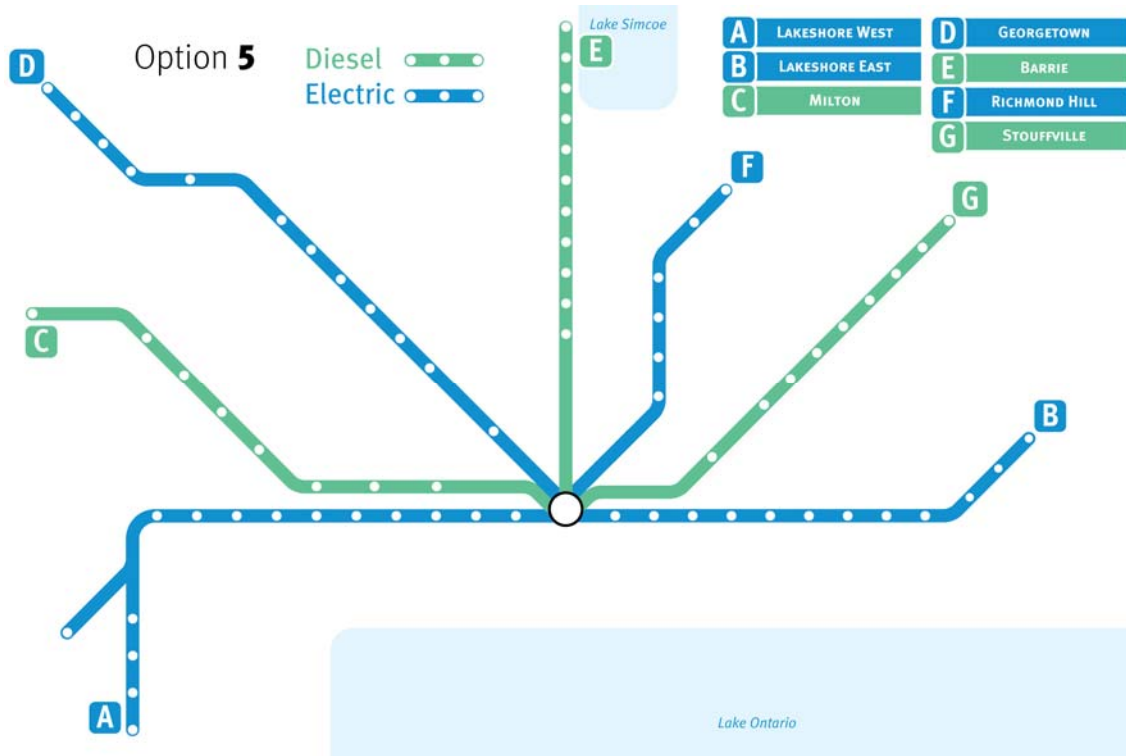 Option 5
Diesel
Electric
Lake Simcoe
A LAKESHORE WEST
B LAKESHORE EAST
C MILTON
D GEORGETOWN
E BARRIE
F RICHMOND HILL
G STOUFFVILLE
D
E
F
G
C
B
A
Lake Ontario